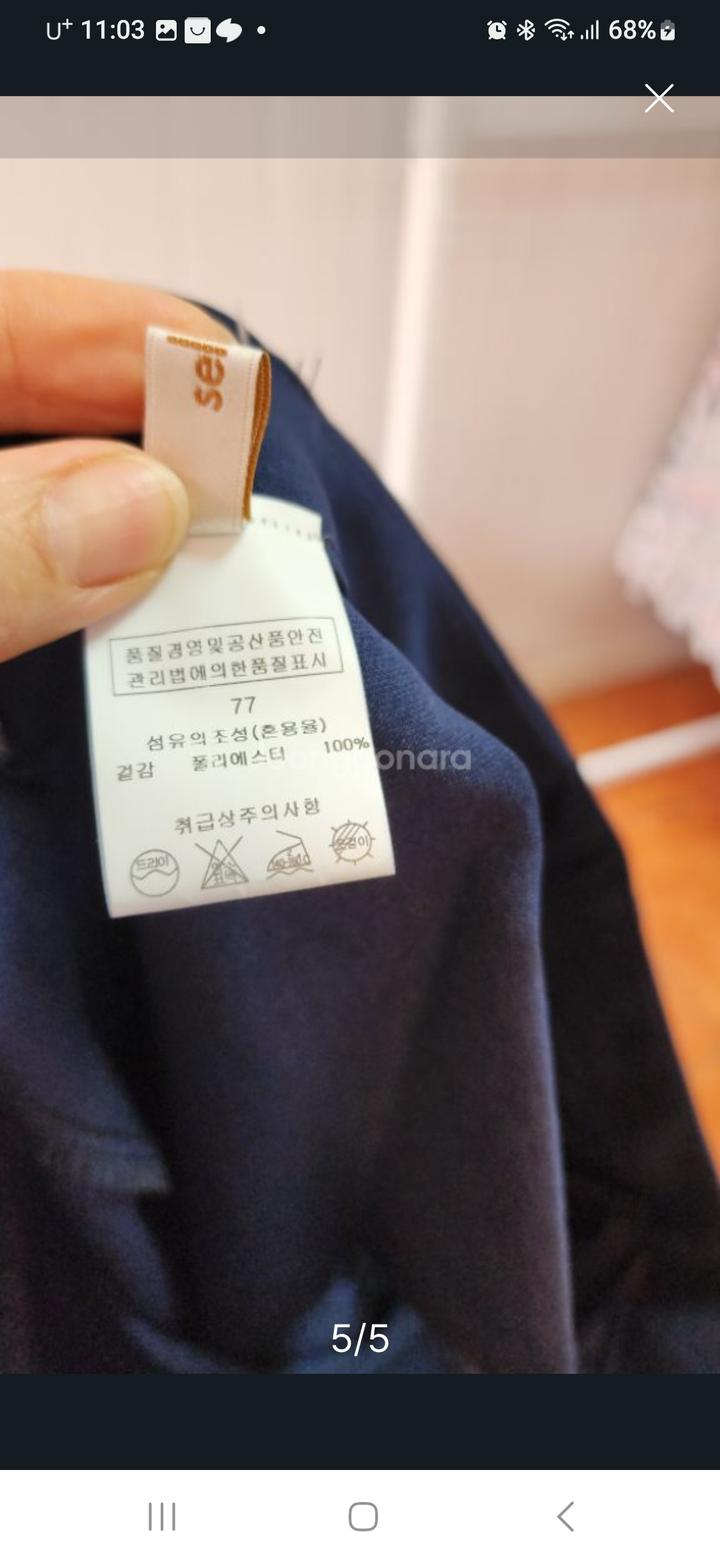 U+ 11:03 68%
se
품질경영및공산품안전
관리법에의한품질표시
77
섬유의조성(혼용율)
겉감 폴리에스터 100%
onara
취급상주의사항
드라이
5/5